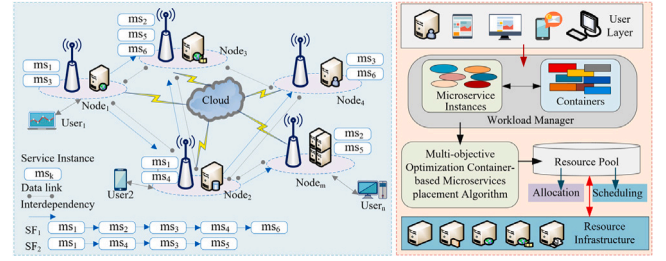 ms2
ms5
ms6
Node3
ms1
ms3
Node1
ms3
ms6
Node4
Cloud
User1
ms1
ms4
Node2
User2
ms2
ms5
Nodem
Usern
Service Instance
msk
Data link
Interdependency
SF1 ms1 ms2 ms3 ms4 ms6
SF2 ms1 ms2 ms3 ms5
User
Layer
Microservice
Instances
Containers
Workload Manager
Multi-objective
Optimization Container-
based Microservices
placement Algorithm
Resource Pool
Allocation
Scheduling
Resource
Infrastructure